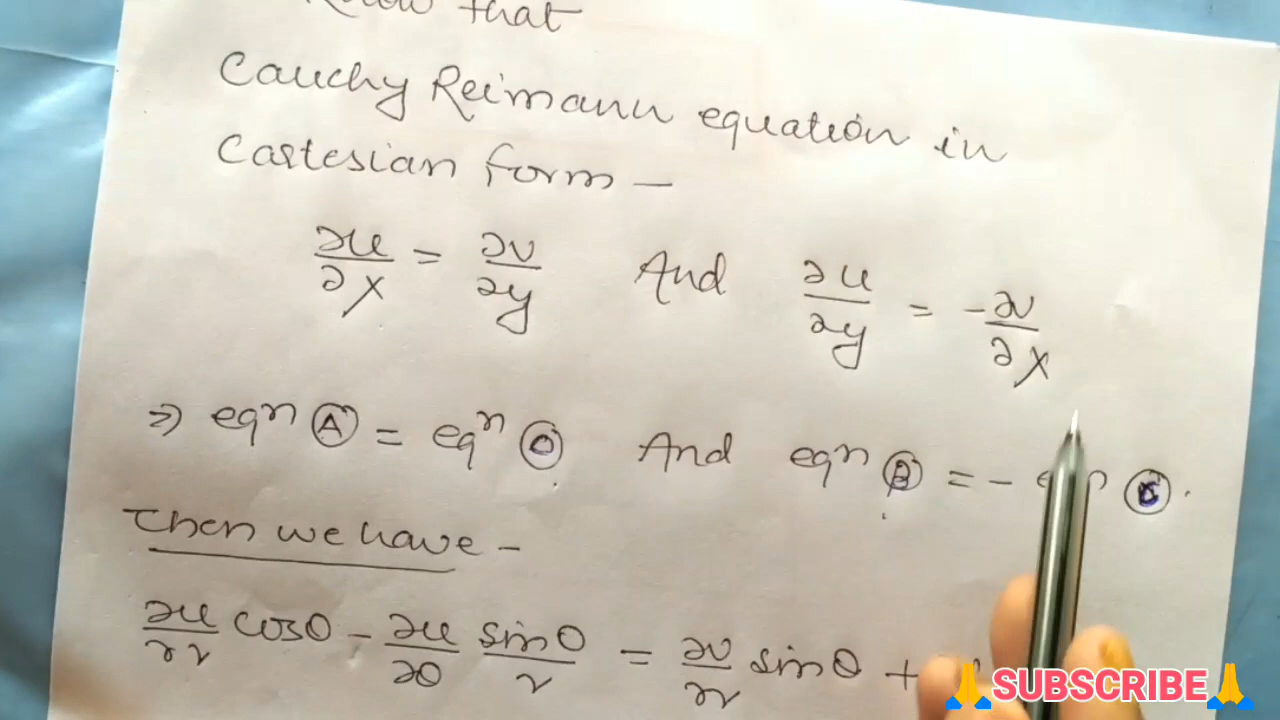 Know that
Cauchy Reimann equation in
Cartesian form —
∂u/∂x = ∂v/∂y And ∂u/∂y = -∂v/∂x
⇒ eqn Ⓐ = eqn Ⓓ And eqn Ⓑ = - eqn Ⓒ.
Then we have -
∂u/∂r cosθ - ∂u/∂θ sinθ/r = ∂v/∂r sinθ +
🙏SUBSCRIBE🙏